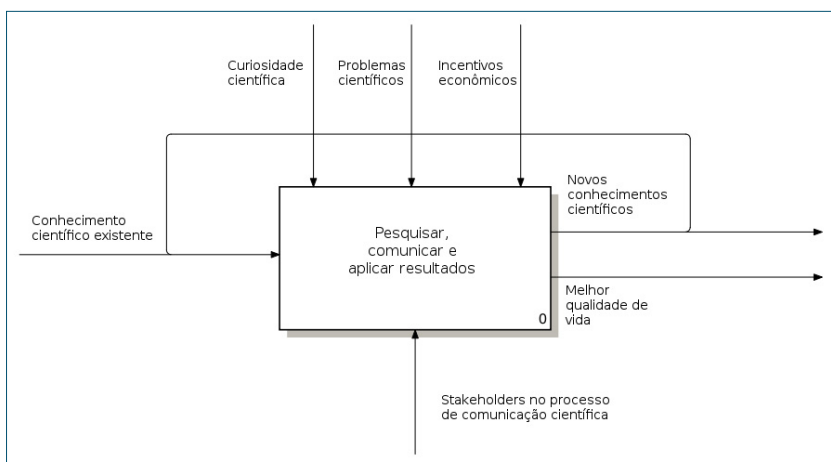 Curiosidade
científica
Problemas
científicos
Incentivos
econômicos
Conhecimento
científico existente
Pesquisar,
comunicar e
aplicar resultados
0
Novos
conhecimentos
científicos
Melhor
qualidade de
vida
Stakeholders no processo
de comunicação científica